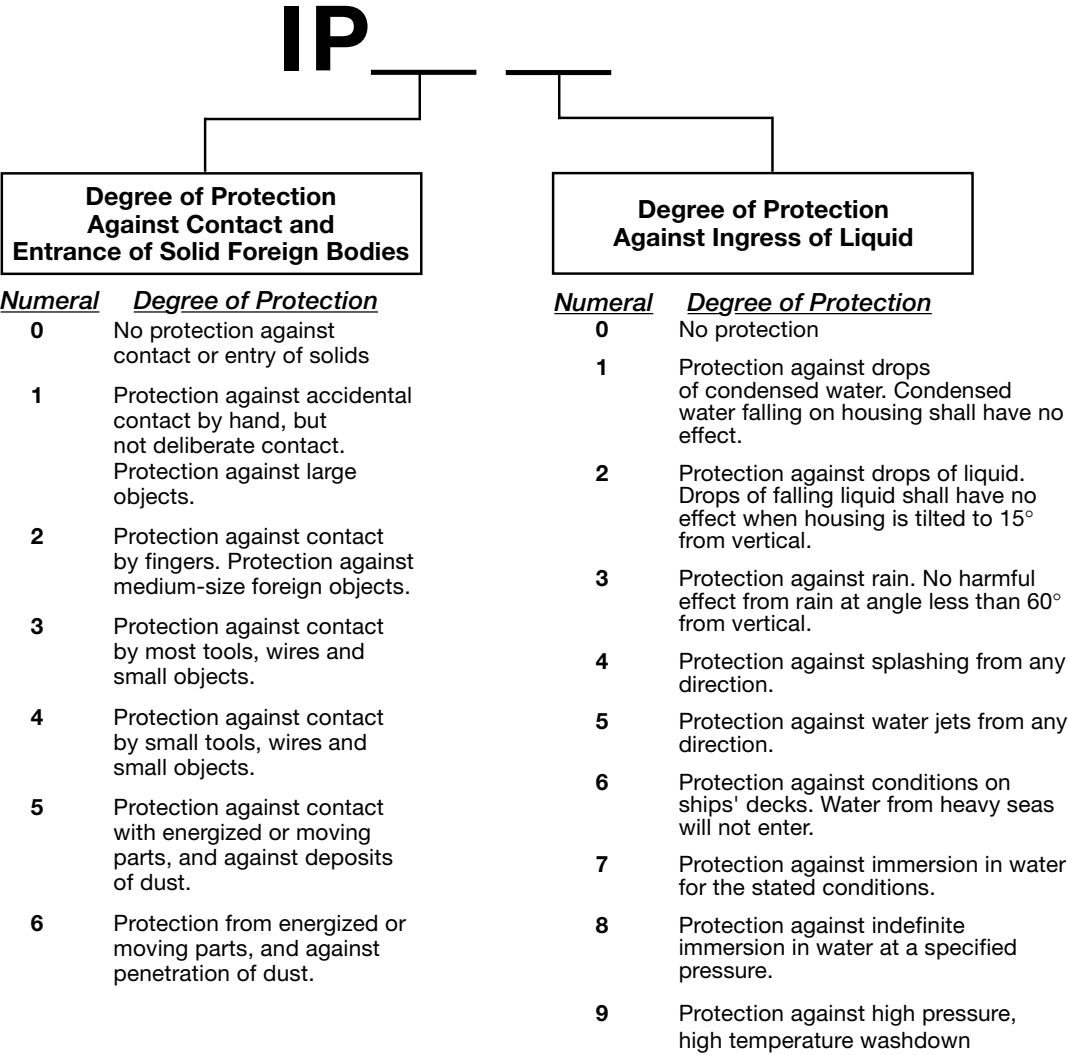 IP
Degree of Protection
Against Contact and
Entrance of Solid Foreign Bodies
Numeral Degree of Protection
0 No protection against
contact or entry of solids
1 Protection against accidental
contact by hand, but
not deliberate contact.
Protection against large
objects.
2 Protection against contact
by fingers. Protection against
medium-size foreign objects.
3 Protection against contact
by most tools, wires and
small objects.
4 Protection against contact
by small tools, wires and
small objects.
5 Protection against contact
with energized or moving
parts, and against deposits
of dust.
6 Protection from energized or
moving parts, and against
penetration of dust.
Degree of Protection
Against Ingress of Liquid
Numeral Degree of Protection
0 No protection
1 Protection against drops
of condensed water. Condensed
water falling on housing shall have no
effect.
2 Protection against drops of liquid.
Drops of falling liquid shall have no
effect when housing is tilted to 15°
from vertical.
3 Protection against rain. No harmful
effect from rain at angle less than 60°
from vertical.
4 Protection against splashing from any
direction.
5 Protection against water jets from any
direction.
6 Protection against conditions on
ships' decks. Water from heavy seas
will not enter.
7 Protection against immersion in water
for the stated conditions.
8 Protection against indefinite
immersion in water at a specified
pressure.
9 Protection against high pressure,
high temperature washdown